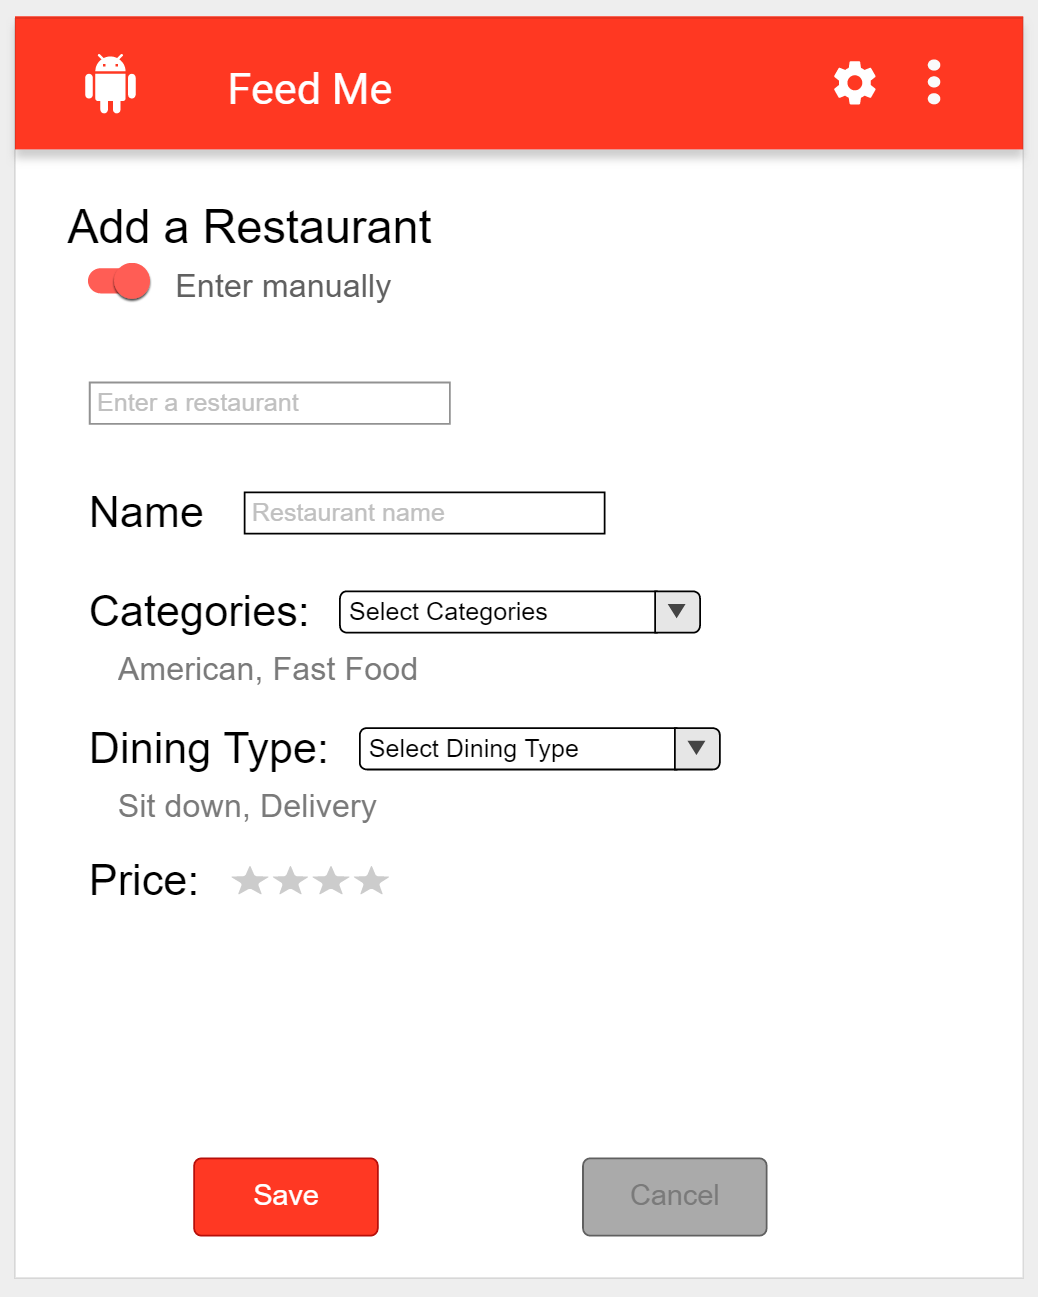 Feed Me
Add a Restaurant
Enter manually
Enter a restaurant
Name Restaurant name
Categories: Select Categories
American, Fast Food
Dining Type: Select Dining Type
Sit down, Delivery
Price:
Save Cancel